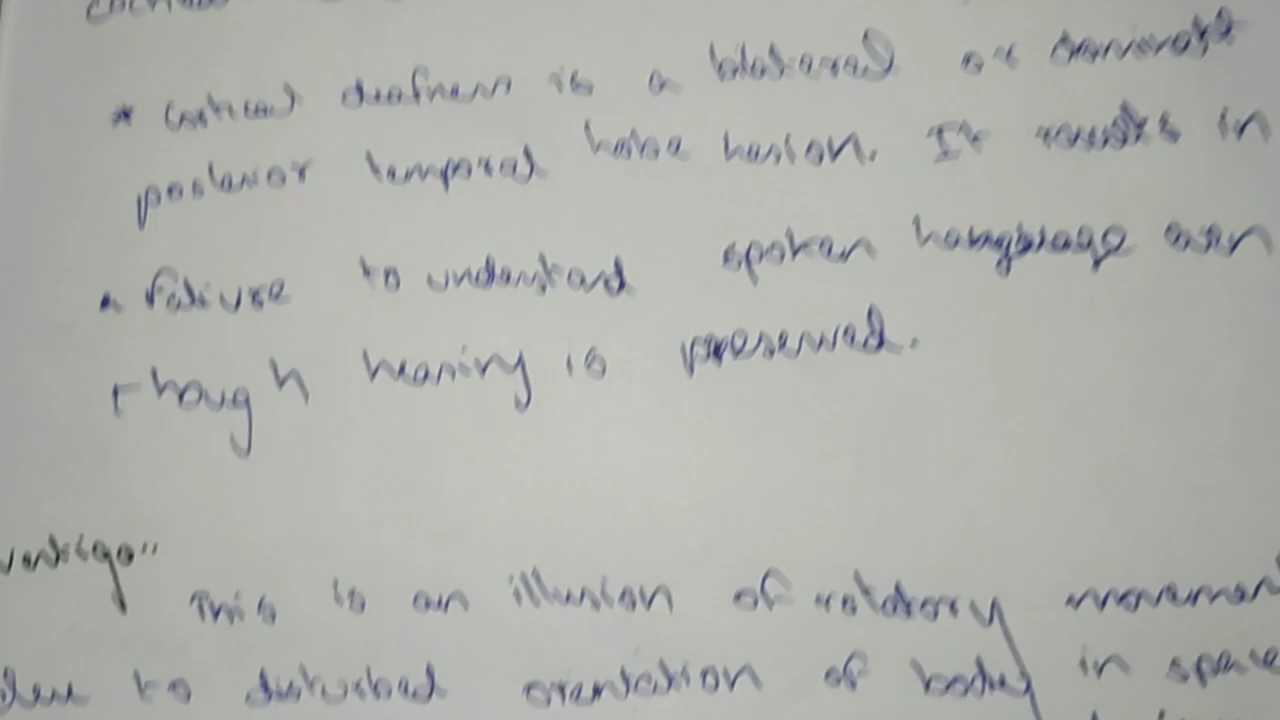 * cortical deafness is a bilateral or dominant
posterior temporal lobe lesion. It results in
a failure to understand spoken language even
though hearing is preserved.
vertigo"
This is an illusion of rotatory movement
due to disturbed orientation of body in space